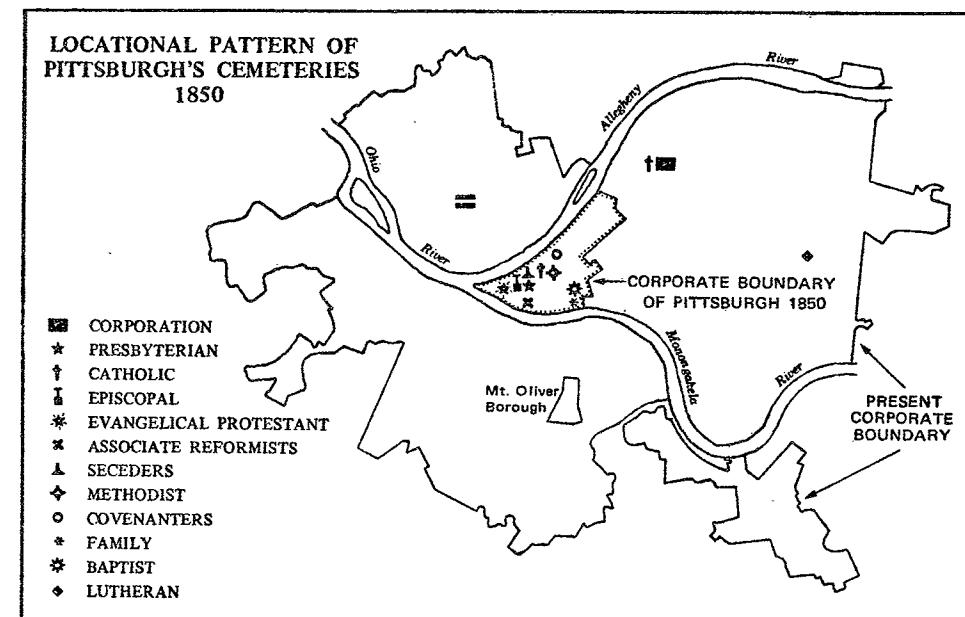 LOCATIONAL PATTERN OF
PITTSBURGH'S CEMETERIES
1850
River
Allegheny
Ohio
River
CORPORATE BOUNDARY
OF PITTSBURGH 1850
Monongahela
River
Mt. Oliver
Borough
PRESENT
CORPORATE
BOUNDARY
CORPORATION
PRESBYTERIAN
CATHOLIC
EPISCOPAL
EVANGELICAL PROTESTANT
ASSOCIATE REFORMISTS
SECEDERS
METHODIST
COVENANTERS
FAMILY
BAPTIST
LUTHERAN